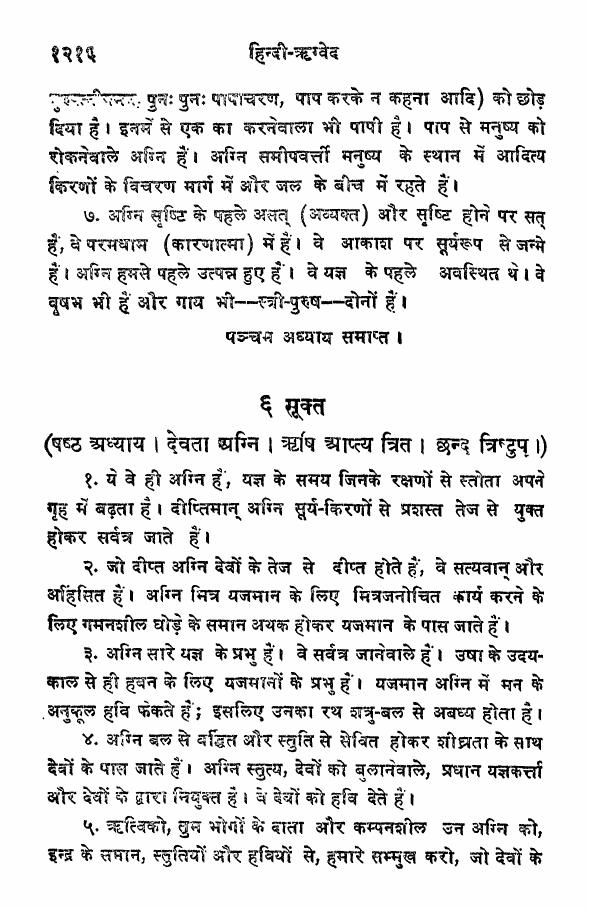 १२१६ हिन्दी-ऋग्वेद
पुनः पुनः पापाचरण, पाप करके न कहना आदि) को छोड़
दिया है। इनमें से एक का करनेवाला भी पापी है। पाप से मनुष्य को
रोकनेवाले अग्नि हैं। अग्नि समीपवर्त्ती मनुष्य के स्थान में आदित्य
किरणों के विचरण मार्ग में और जल के बीच में रहते हैं।
७. अग्नि सृष्टि के पहले असत् (अव्यक्त) और सृष्टि होने पर सत्
हैं, वे परमधाम (कारणात्मा) में हैं। वे आकाश पर सूर्यरूप से जन्मे
हैं। अग्नि हमसे पहले उत्पन्न हुए हैं। वे यज्ञ के पहले अवस्थित थे। वे
वृषभ भी हैं और गाय भी--स्त्री-पुरुष--दोनों हैं।
पञ्चम अध्याय समाप्त।
६ सूक्त
(षष्ठ अध्याय। देवता अग्नि। ऋषि आप्त्य त्रित। छन्द त्रिष्टुप्।)
१. ये वे ही अग्नि हैं, यज्ञ के समय जिनके रक्षणों से स्तोता अपने
गृह में बढ़ता है। दीप्तिमान् अग्नि सूर्य-किरणों से प्रशस्त तेज से युक्त
होकर सर्वत्र जाते हैं।
२. जो दीप्त अग्नि देवों के तेज से दीप्त होते हैं, वे सत्यवान् और
अहिंसित हैं। अग्नि मित्र यजमान के लिए मित्रजनोचित कार्य करने के
लिए गमनशील घोड़े के समान अथक होकर यजमान के पास जाते हैं।
३. अग्नि सारे यज्ञ के प्रभु हैं। वे सर्वत्र जानेवाले हैं। उषा के उदय-
काल से ही हवन के लिए यजमानों के प्रभु हैं। यजमान अग्नि में मन के
अनुकूल हवि फेंकते हैं; इसलिए उनका रथ शत्रु-बल से अबध्य होता है।
४. अग्नि बल से वर्द्धित और स्तुति से सेवित होकर शीघ्रता के साथ
देवों के पास जाते हैं। अग्नि स्तुत्य, देवों को बुलानेवाले, प्रधान यज्ञकर्त्ता
और देवों के द्वारा नियुक्त हैं। वे देवों को हवि देते हैं।
५. ऋत्विको, तुम भोगों के दाता और कम्पनशील उन अग्नि को,
इन्द्र के समान, स्तुतियों और हवियों से, हमारे सम्मुख करो, जो देवों के